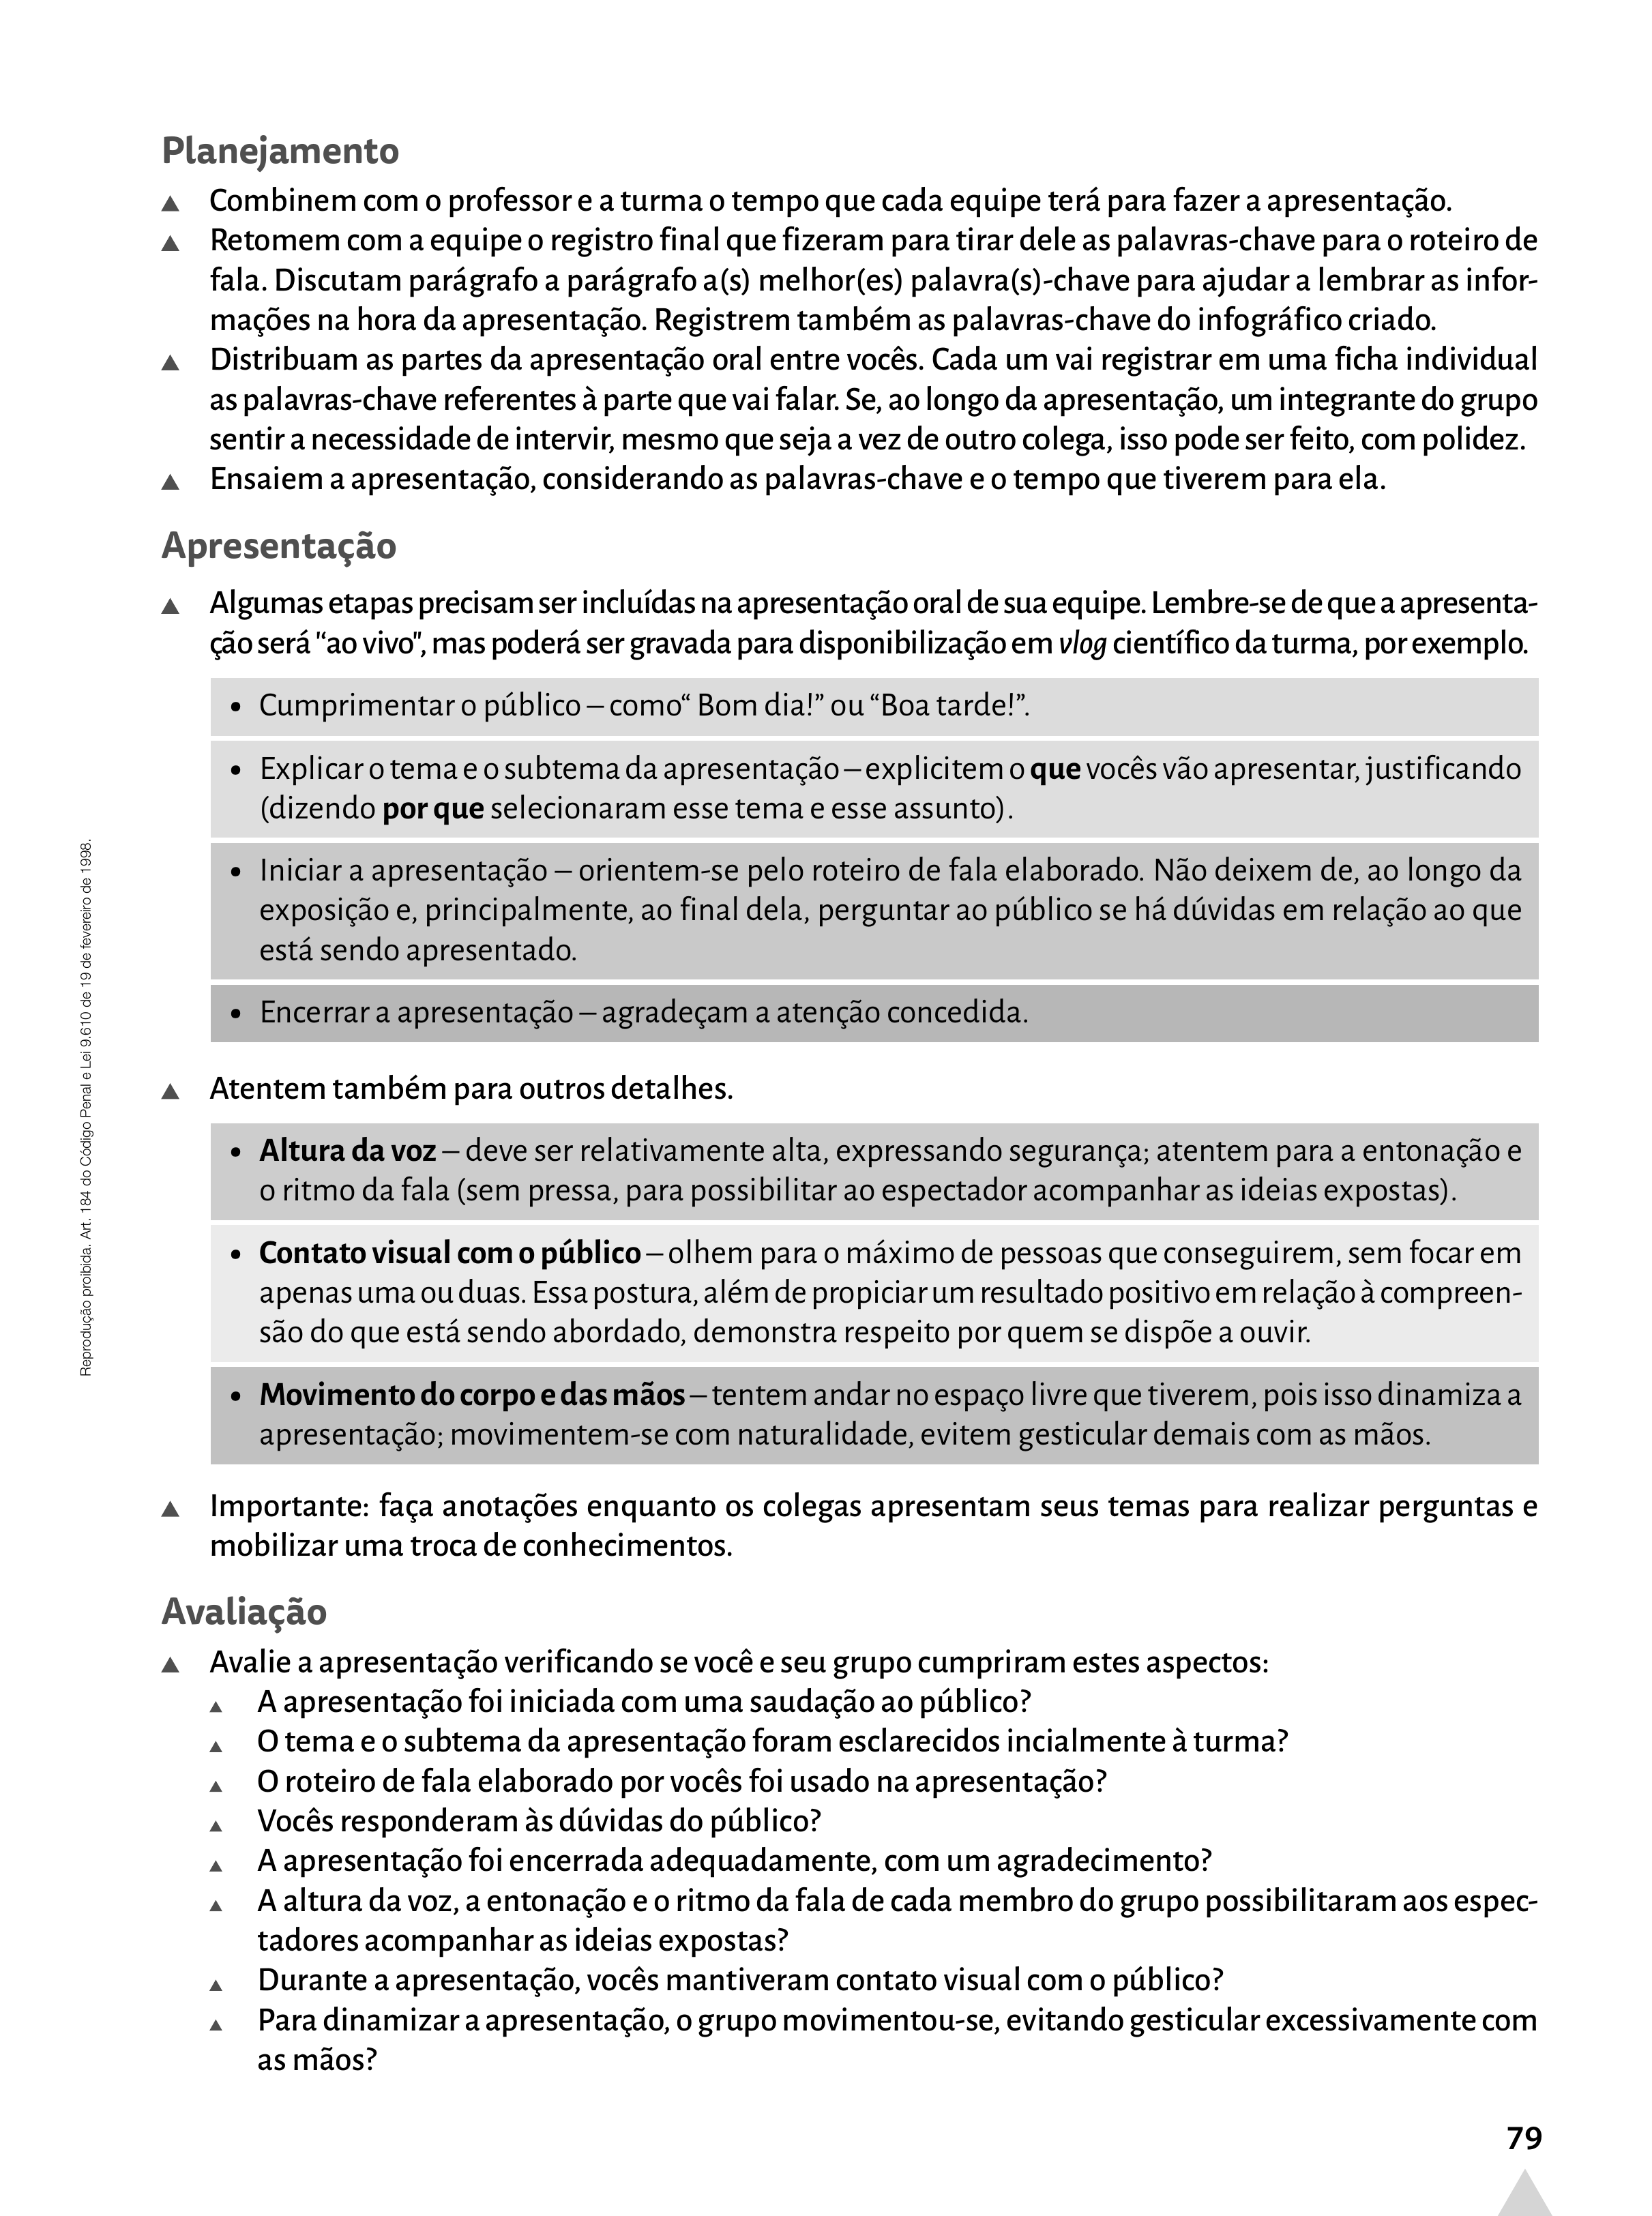 Planejamento
▲ Combinem com o professor e a turma o tempo que cada equipe terá para fazer a apresentação.
▲ Retomem com a equipe o registro final que fizeram para tirar dele as palavras-chave para o roteiro de
fala. Discutam parágrafo a parágrafo a(s) melhor(es) palavra(s)-chave para ajudar a lembrar as infor-
mações na hora da apresentação. Registrem também as palavras-chave do infográfico criado.
▲ Distribuam as partes da apresentação oral entre vocês. Cada um vai registrar em uma ficha individual
as palavras-chave referentes à parte que vai falar. Se, ao longo da apresentação, um integrante do grupo
sentir a necessidade de intervir, mesmo que seja a vez de outro colega, isso pode ser feito, com polidez.
▲ Ensaiem a apresentação, considerando as palavras-chave e o tempo que tiverem para ela.
Apresentação
▲ Algumas etapas precisam ser incluídas na apresentação oral de sua equipe. Lembre-se de que a apresenta-
ção será "ao vivo", mas poderá ser gravada para disponibilização em vlog científico da turma, por exemplo.
• Cumprimentar o público – como“ Bom dia!” ou “Boa tarde!”.
• Explicar o tema e o subtema da apresentação – explicitem o que vocês vão apresentar, justificando
(dizendo por que selecionaram esse tema e esse assunto).
• Iniciar a apresentação – orientem-se pelo roteiro de fala elaborado. Não deixem de, ao longo da
exposição e, principalmente, ao final dela, perguntar ao público se há dúvidas em relação ao que
está sendo apresentado.
• Encerrar a apresentação – agradeçam a atenção concedida.
▲ Atentem também para outros detalhes.
• Altura da voz – deve ser relativamente alta, expressando segurança; atentem para a entonação e
o ritmo da fala (sem pressa, para possibilitar ao espectador acompanhar as ideias expostas).
• Contato visual com o público – olhem para o máximo de pessoas que conseguirem, sem focar em
apenas uma ou duas. Essa postura, além de propiciar um resultado positivo em relação à compreen-
são do que está sendo abordado, demonstra respeito por quem se dispõe a ouvir.
• Movimento do corpo e das mãos – tentem andar no espaço livre que tiverem, pois isso dinamiza a
apresentação; movimentem-se com naturalidade, evitem gesticular demais com as mãos.
▲ Importante: faça anotações enquanto os colegas apresentam seus temas para realizar perguntas e
mobilizar uma troca de conhecimentos.
Avaliação
▲ Avalie a apresentação verificando se você e seu grupo cumpriram estes aspectos:
▲ A apresentação foi iniciada com uma saudação ao público?
▲ O tema e o subtema da apresentação foram esclarecidos incialmente à turma?
▲ O roteiro de fala elaborado por vocês foi usado na apresentação?
▲ Vocês responderam às dúvidas do público?
▲ A apresentação foi encerrada adequadamente, com um agradecimento?
▲ A altura da voz, a entonação e o ritmo da fala de cada membro do grupo possibilitaram aos espec-
tadores acompanhar as ideias expostas?
▲ Durante a apresentação, vocês mantiveram contato visual com o público?
▲ Para dinamizar a apresentação, o grupo movimentou-se, evitando gesticular excessivamente com
as mãos?
Reprodução proibida. Art. 184 do Código Penal e Lei 9.610 de 19 de fevereiro de 1998.
79